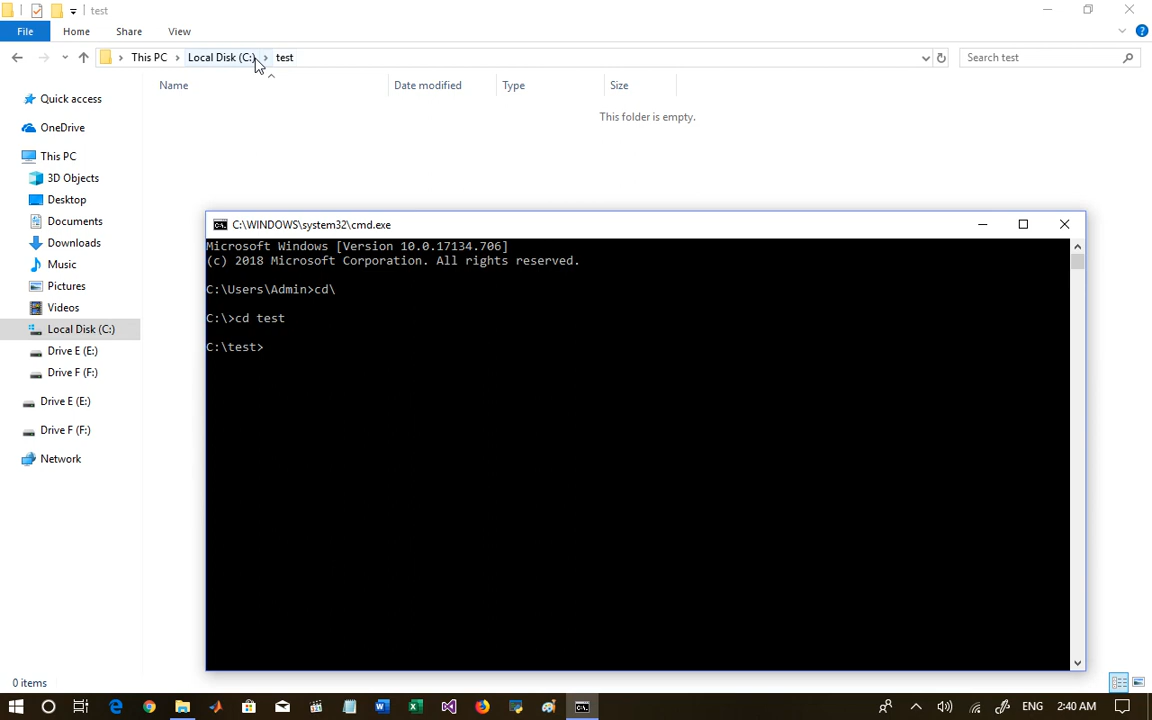 test
File Home Share View
This PC Local Disk (C:) test Search test
Name Date modified Type Size
This folder is empty.
Quick access
OneDrive
This PC
3D Objects
Desktop
Documents
Downloads
Music
Pictures
Videos
Local Disk (C:)
Drive E (E:)
Drive F (F:)
Drive E (E:)
Drive F (F:)
Network
C:\WINDOWS\system32\cmd.exe
Microsoft Windows [Version 10.0.17134.706]
(c) 2018 Microsoft Corporation. All rights reserved.
C:\Users\Admin>cd\
C:\>cd test
C:\test>
0 items
ENG 2:40 AM